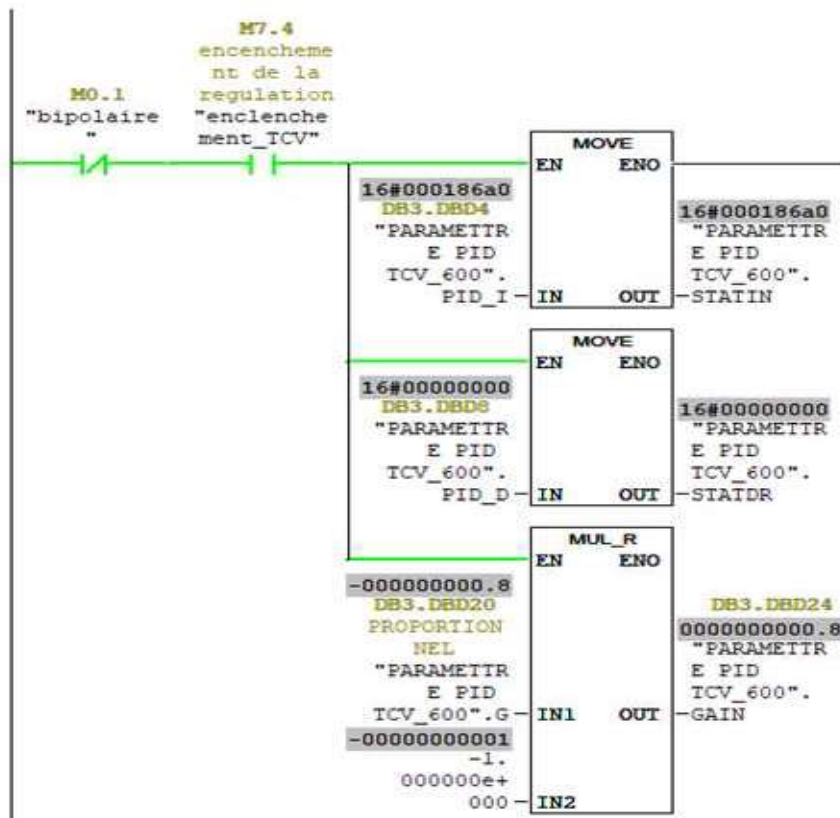 M7.4
encencheme
nt de la
regulation
"enclenche
ment_TCV"
M0.1
"bipolaire
"
MOVE
EN ENO
16#000186a0
DB3.DBD4
"PARAMETTR
E PID
TCV_600".
PID_I
IN OUT
16#000186a0
"PARAMETTR
E PID
TCV_600".
STATIN
MOVE
EN ENO
16#00000000
DB3.DBD8
"PARAMETTR
E PID
TCV_600".
PID_D
IN OUT
16#00000000
"PARAMETTR
E PID
TCV_600".
STATDR
MUL_R
EN ENO
-000000000.8
DB3.DBD20
PROPORTION
NEL
"PARAMETTR
E PID
TCV_600".G
IN1 OUT
DB3.DBD24
0000000000.8
"PARAMETTR
E PID
TCV_600".
GAIN
-00000000001
-1.
000000e+
000
IN2